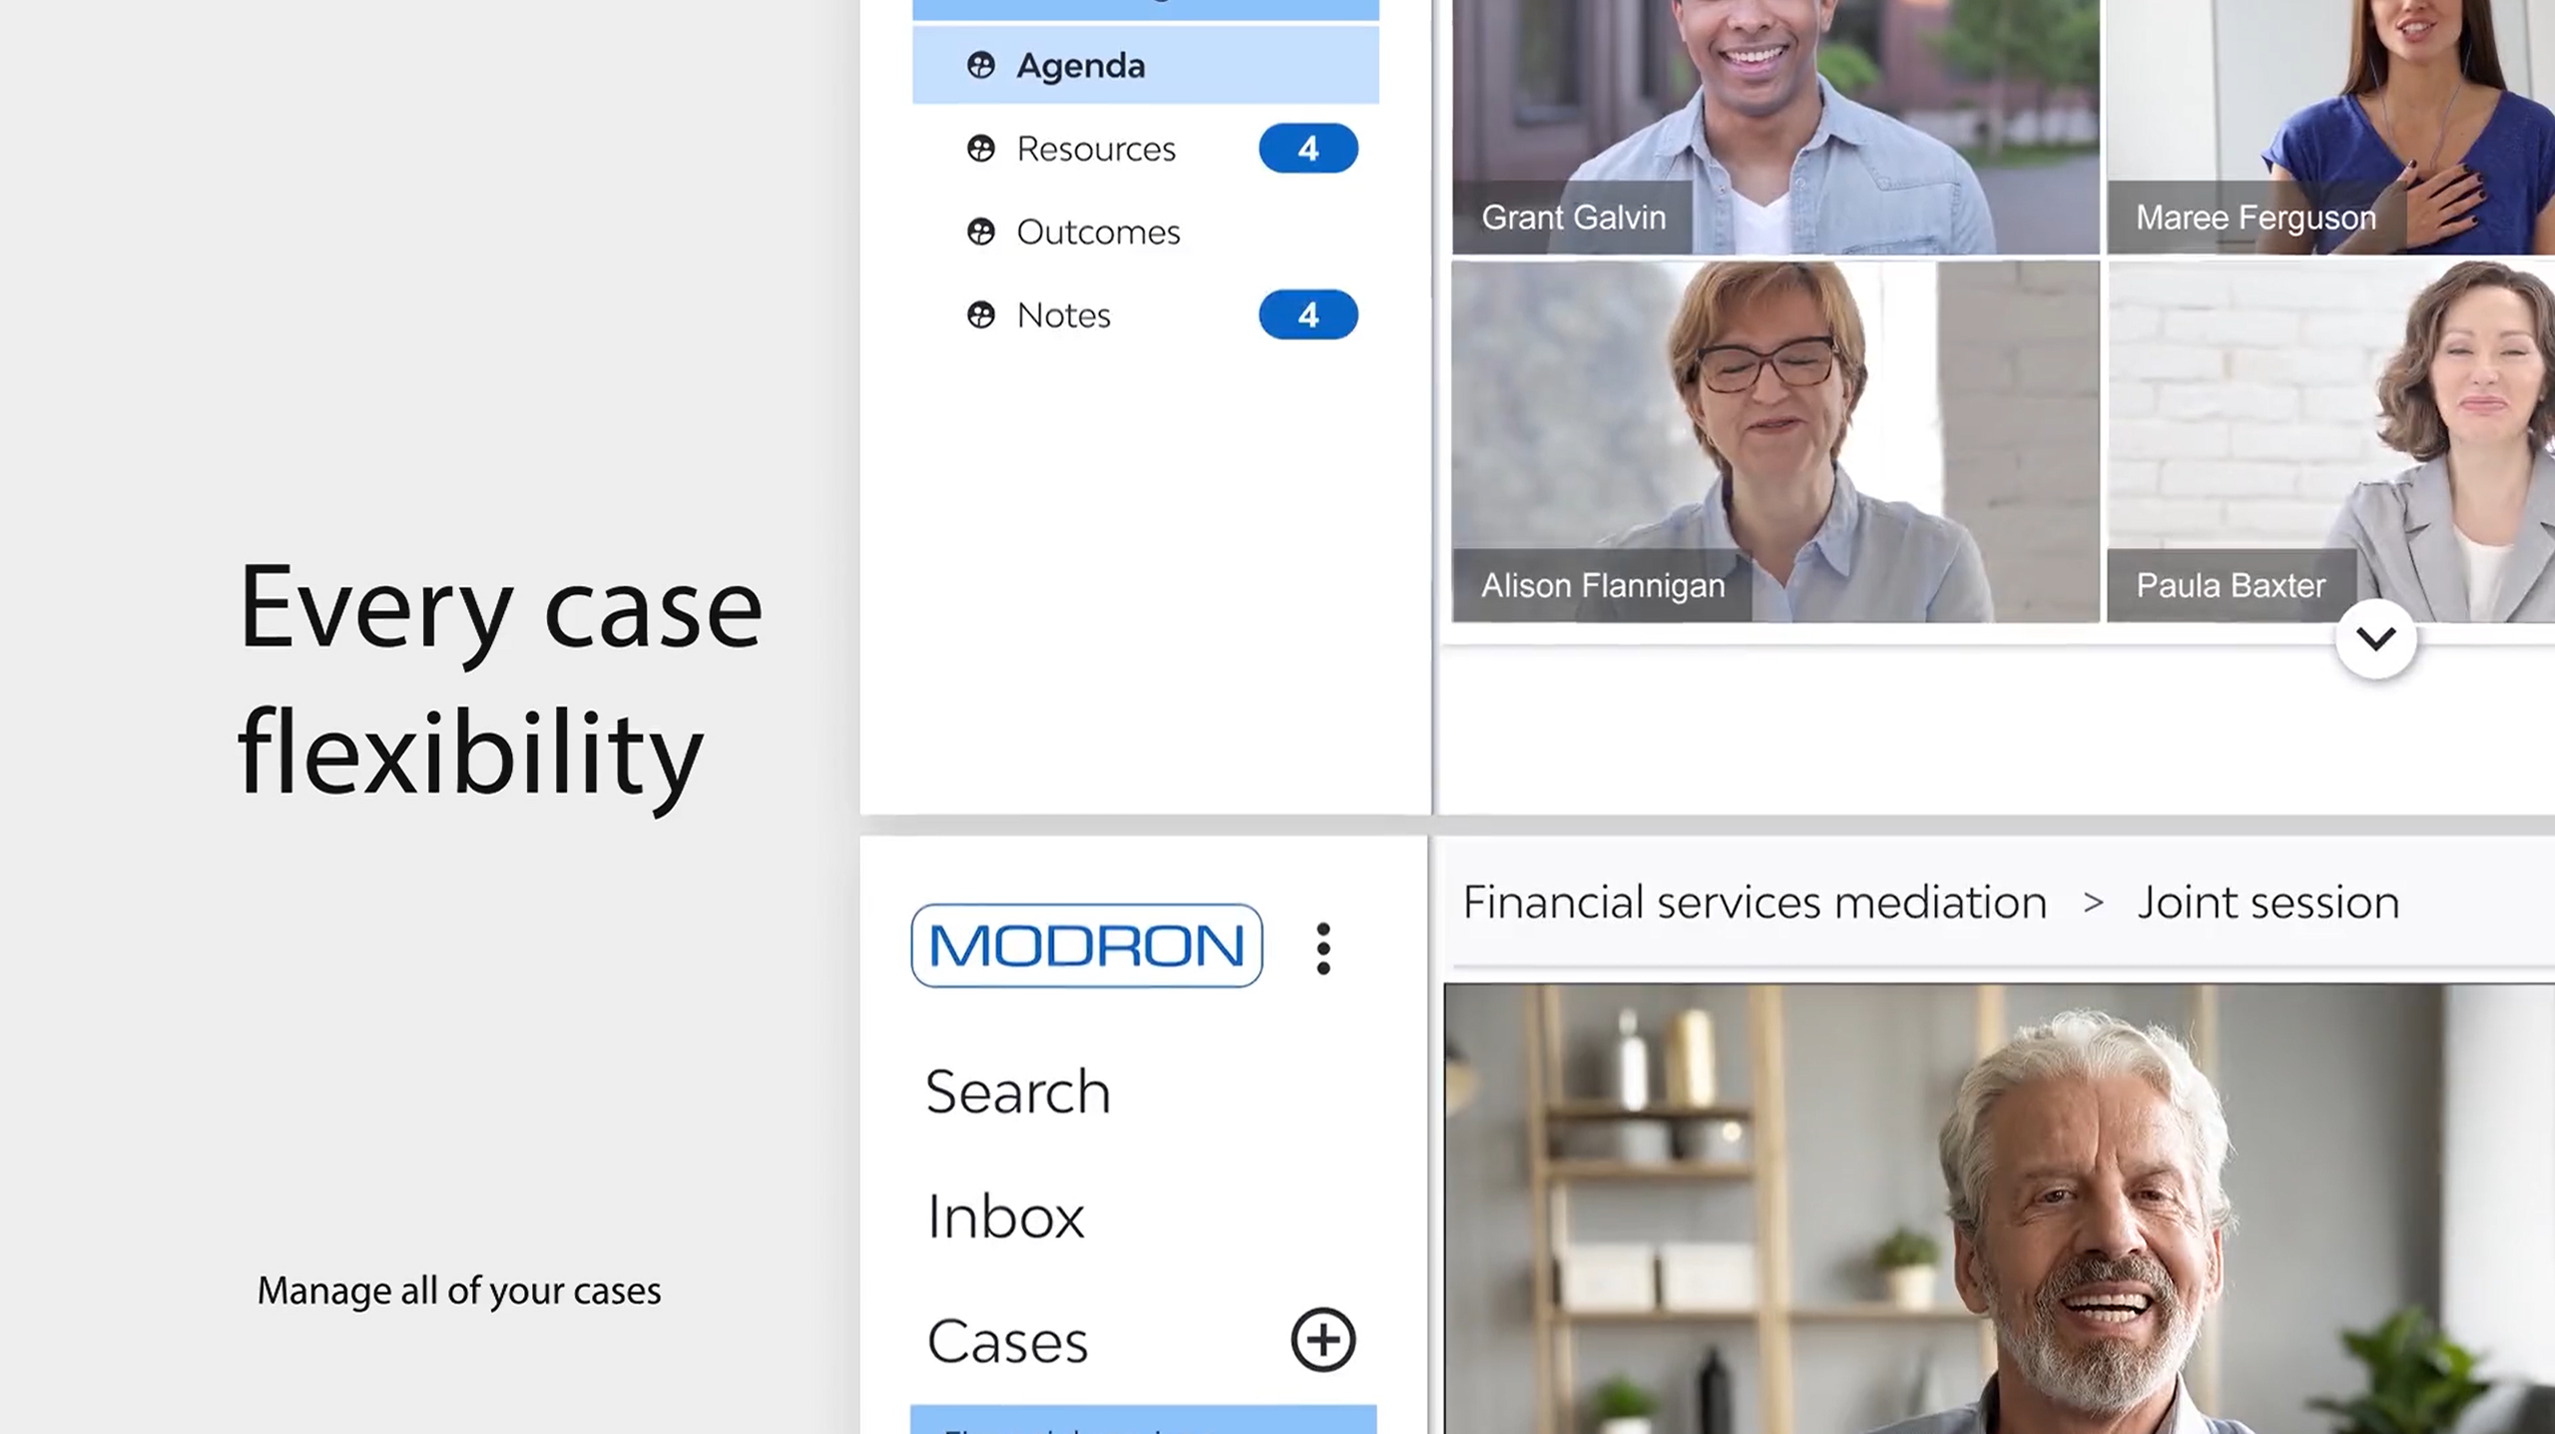 Every case
flexibility
Manage all of your cases
Agenda
Resources 4
Outcomes
Notes 4
Grant Galvin
Maree Ferguson
Alison Flannigan
Paula Baxter
MODRON
Search
Inbox
Cases
Financial services mediation > Joint session